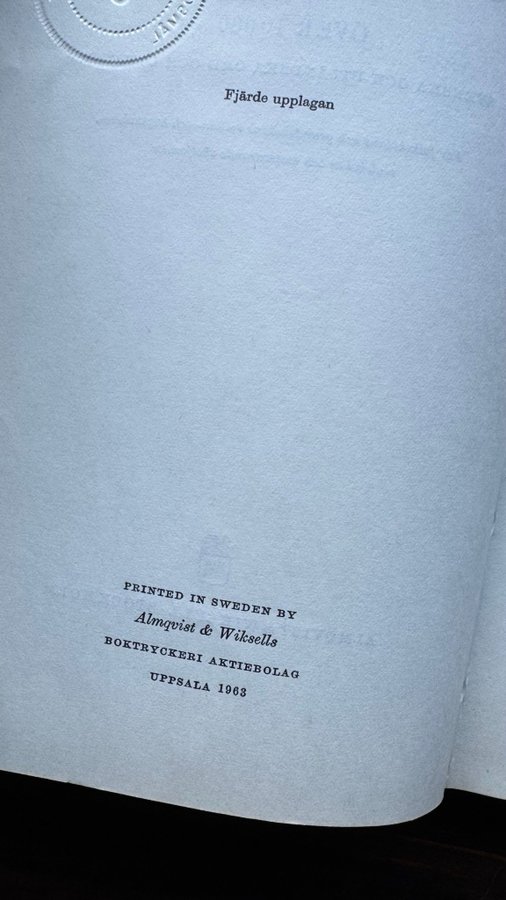 Fjärde upplagan
PRINTED IN SWEDEN BY
Almqvist & Wiksells
BOKTRYCKERI AKTIEBOLAG
UPPSALA 1963